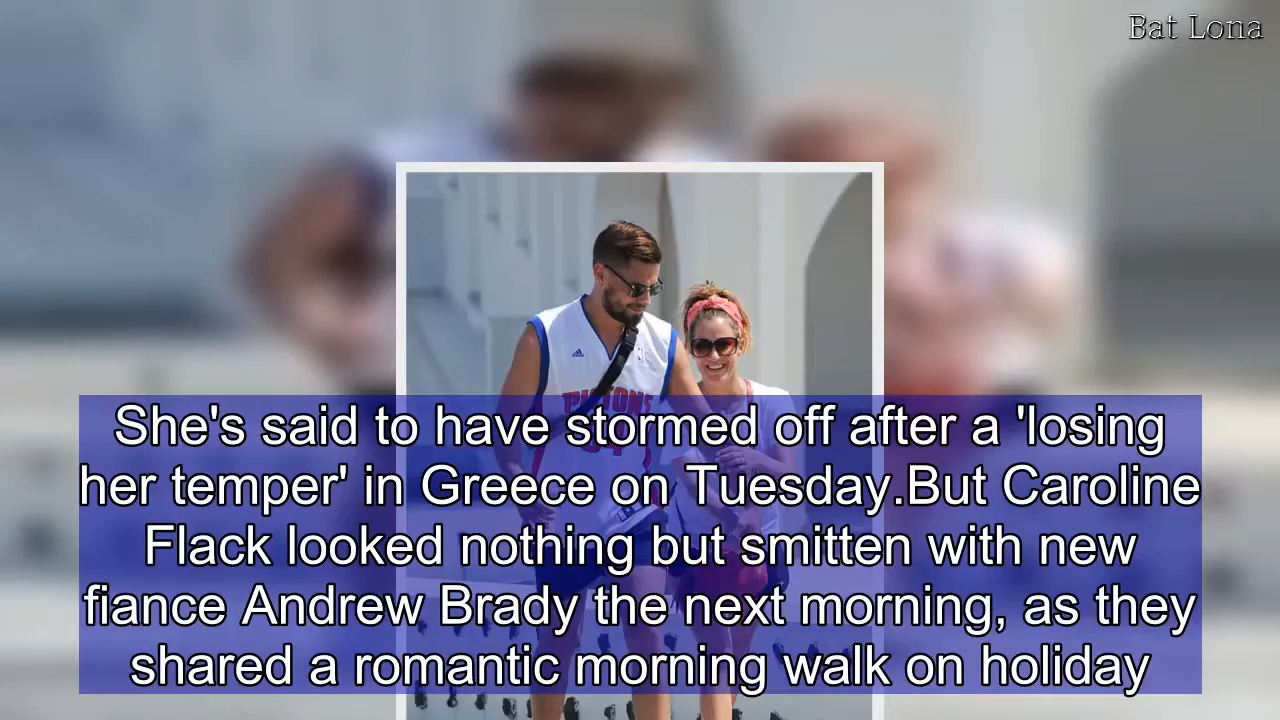 Bat Lona
PISTONS
She's said to have stormed off after a 'losing
her temper' in Greece on Tuesday.But Caroline
Flack looked nothing but smitten with new
fiance Andrew Brady the next morning, as they
shared a romantic morning walk on holiday